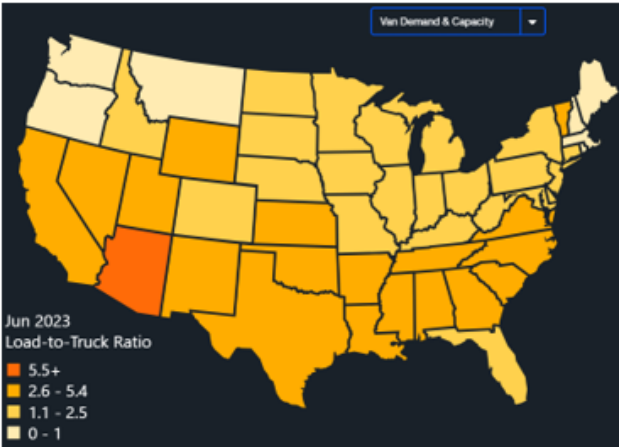 Van Demand & Capacity
Jun 2023
Load-to-Truck Ratio
5.5+
2.6 - 5.4
1.1 - 2.5
0 - 1